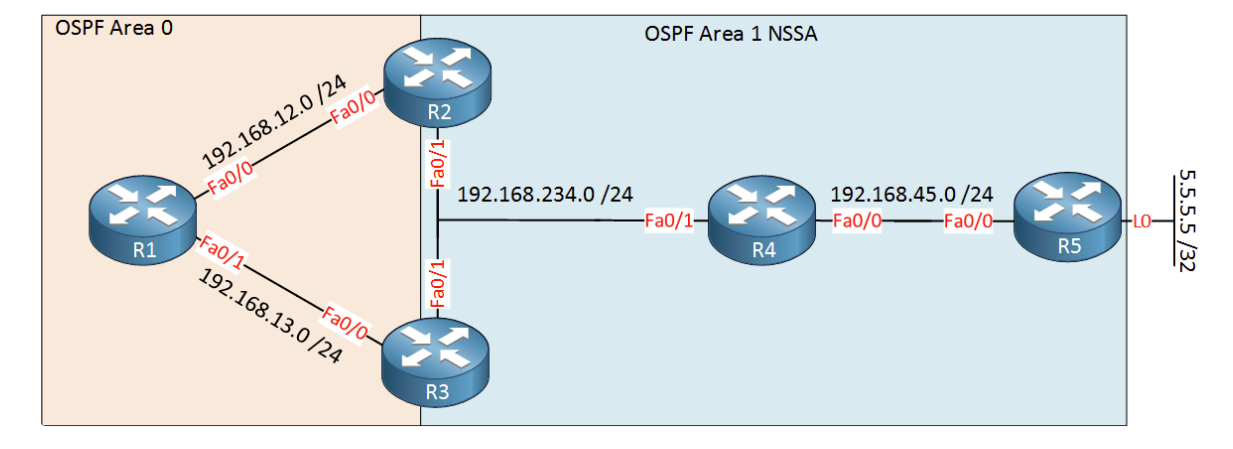 OSPF Area 0
OSPF Area 1 NSSA
R2
192.168.12.0 /24
Fa0/0
Fa0/0
Fa0/1
R1
192.168.234.0 /24
Fa0/1
R4
192.168.45.0 /24
Fa0/0
Fa0/0
R5
L0
5.5.5.5 /32
Fa0/1
192.168.13.0 /24
Fa0/0
Fa0/1
R3